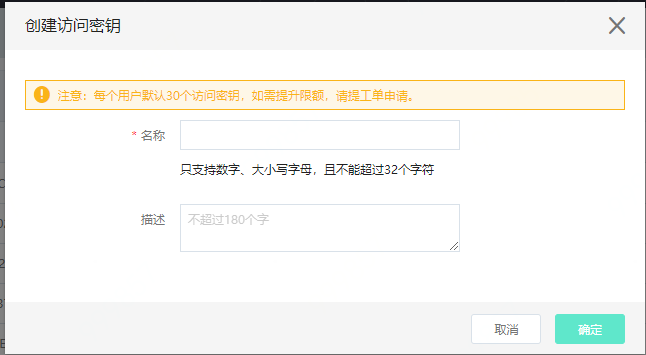 创建访问密钥
注意：每个用户默认30个访问密钥，如需提升限额，请提工单申请。
* 名称
只支持数字、大小写字母，且不能超过32个字符
描述
不超过180个字
取消
确定